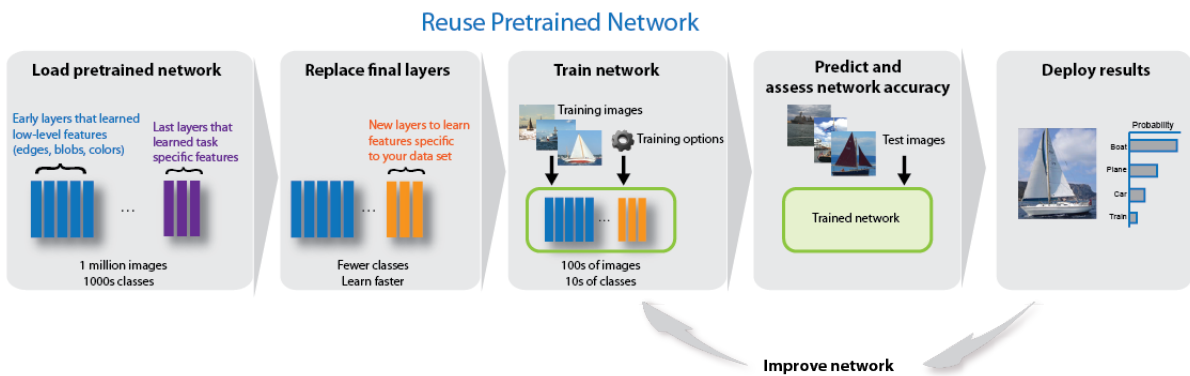 Reuse Pretrained Network
Load pretrained network
Early layers that learned
low-level features
(edges, blobs, colors)
Last layers that
learned task
specific features
...
1 million images
1000s classes
Replace final layers
New layers to learn
features specific
to your data set
...
Fewer classes
Learn faster
Train network
Training images
Training options
...
100s of images
10s of classes
Predict and
assess network accuracy
Test images
Trained network
Deploy results
Probability
Boat
Plane
Car
Train
Improve network